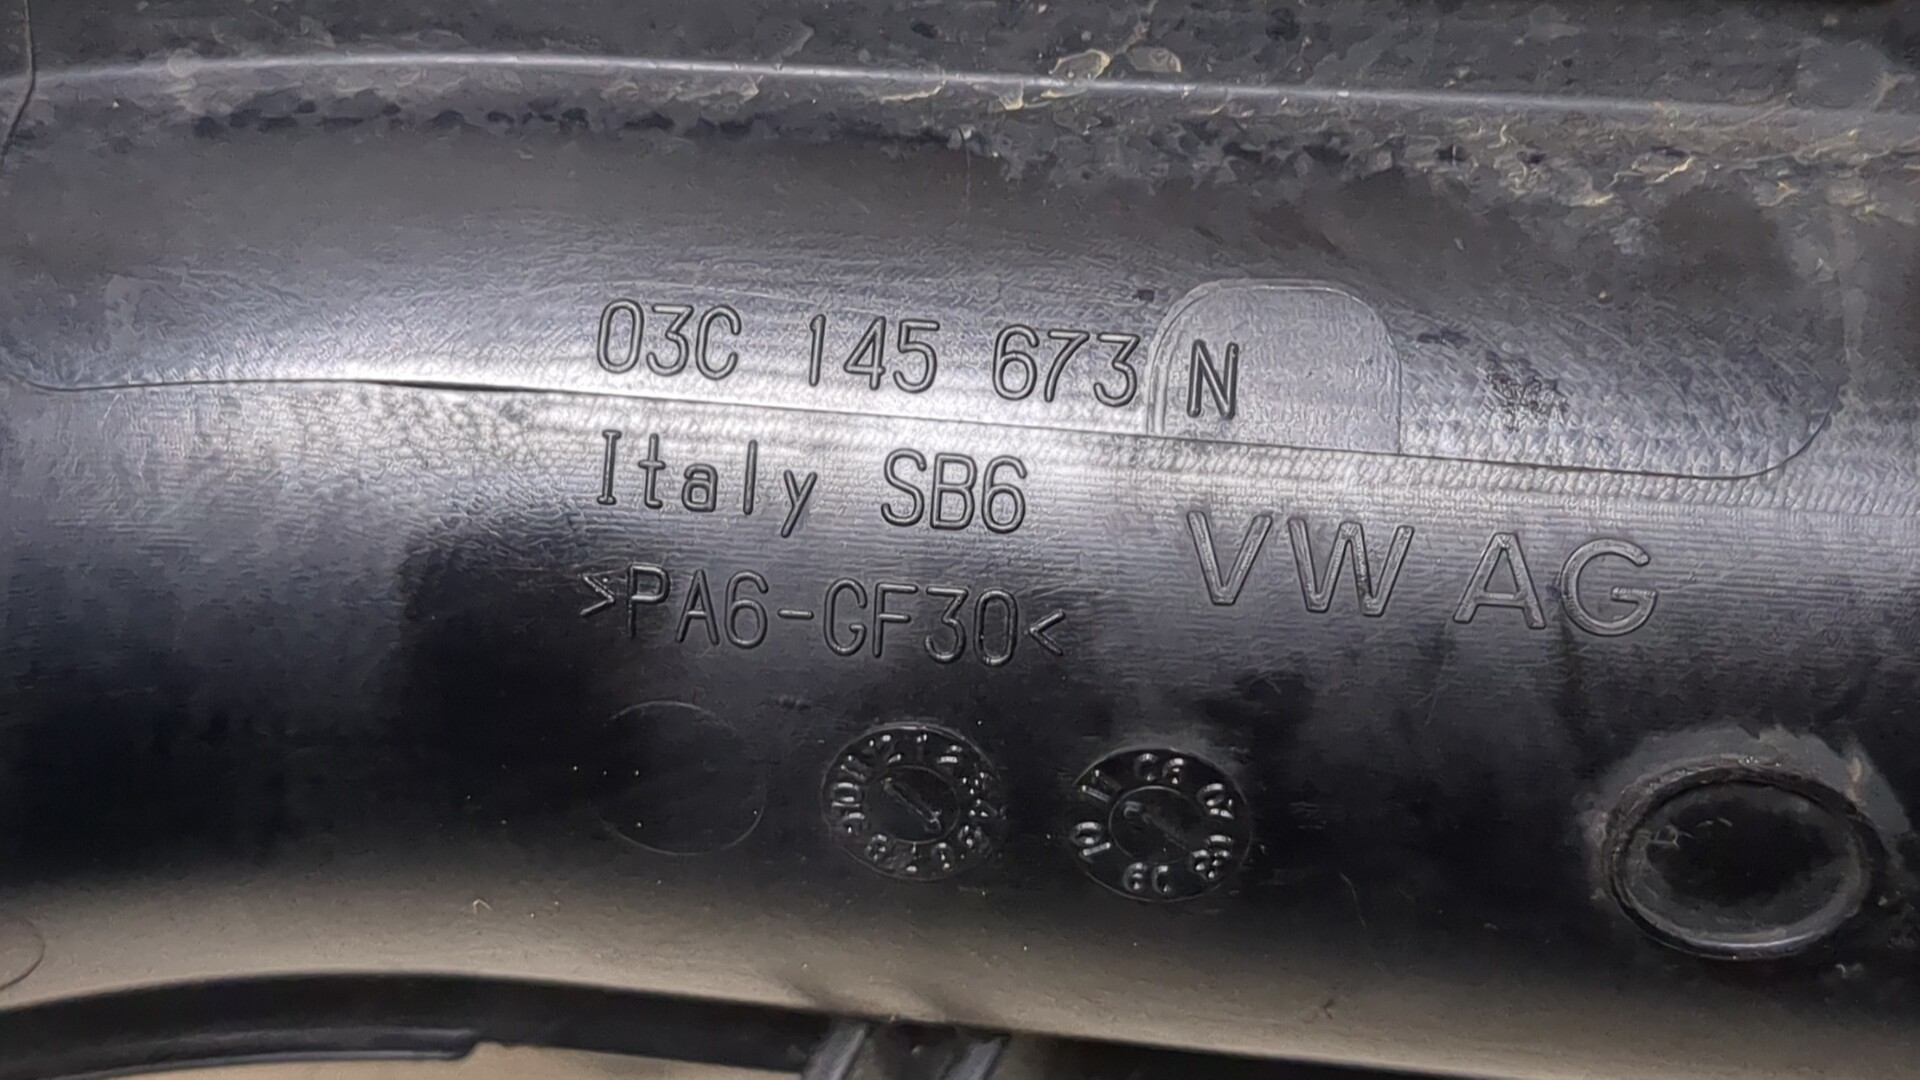 03C 145 673 N
Italy SB6
>PA6-GF30<
VW AG